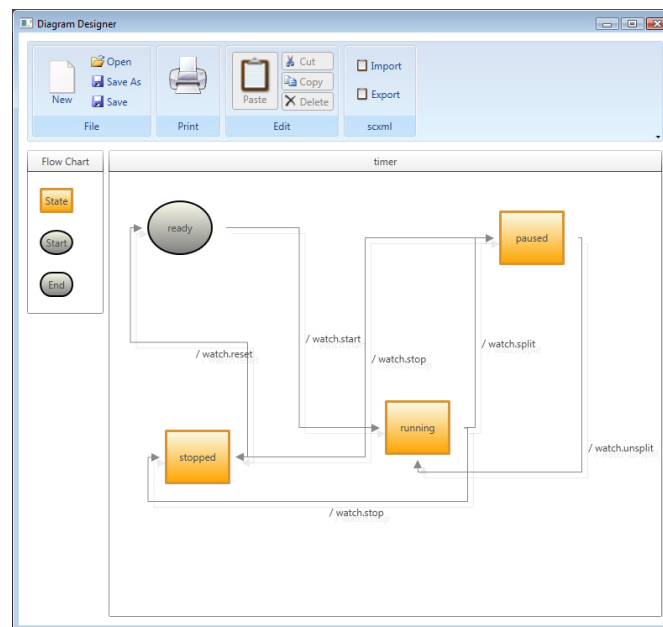 Diagram Designer
New
Open
Save As
Save
File
Print
Paste
Cut
Copy
Delete
Edit
Import
Export
scxml
Flow Chart
timer
State
Start
End
ready
paused
/ watch.start
/ watch.split
/ watch.reset
/ watch.stop
running
stopped
/ watch.unsplit
/ watch.stop